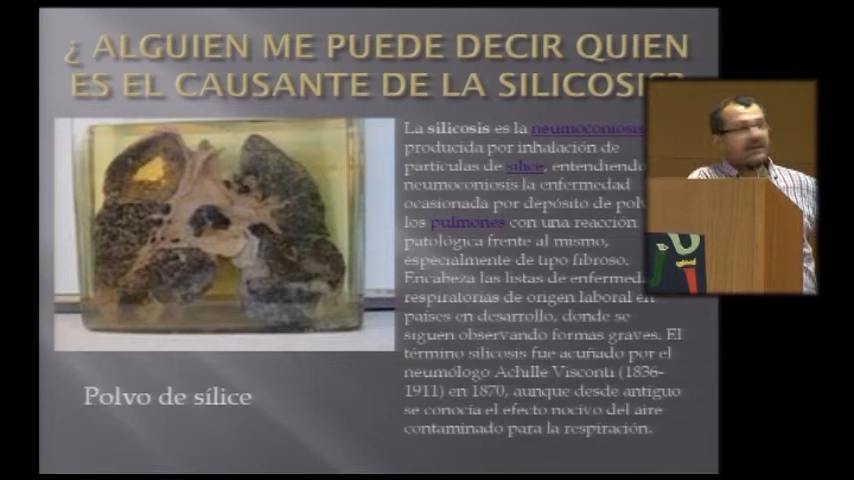 ¿ ALGUIEN ME PUEDE DECIR QUIEN
ES EL CAUSANTE DE LA SILICOSIS?
La silicosis es la neumoconiosis
producida por inhalación de
partículas de sílice, entendiendo
neumoconiosis la enfermedad
ocasionada por depósito de
los pulmones con una reacción
patológica frente al mismo,
especialmente de tipo fibroso.
Encabeza las listas de
respiratorias de origen laboral en
países en desarrollo, donde se
siguen observando formas graves. El
término silicosis fue acuñado por el
neumólogo Achille Visconti (1836-
1911) en 1870, aunque desde antiguo
se conocía el efecto nocivo del aire
contaminado para la respiración.
Polvo de sílice